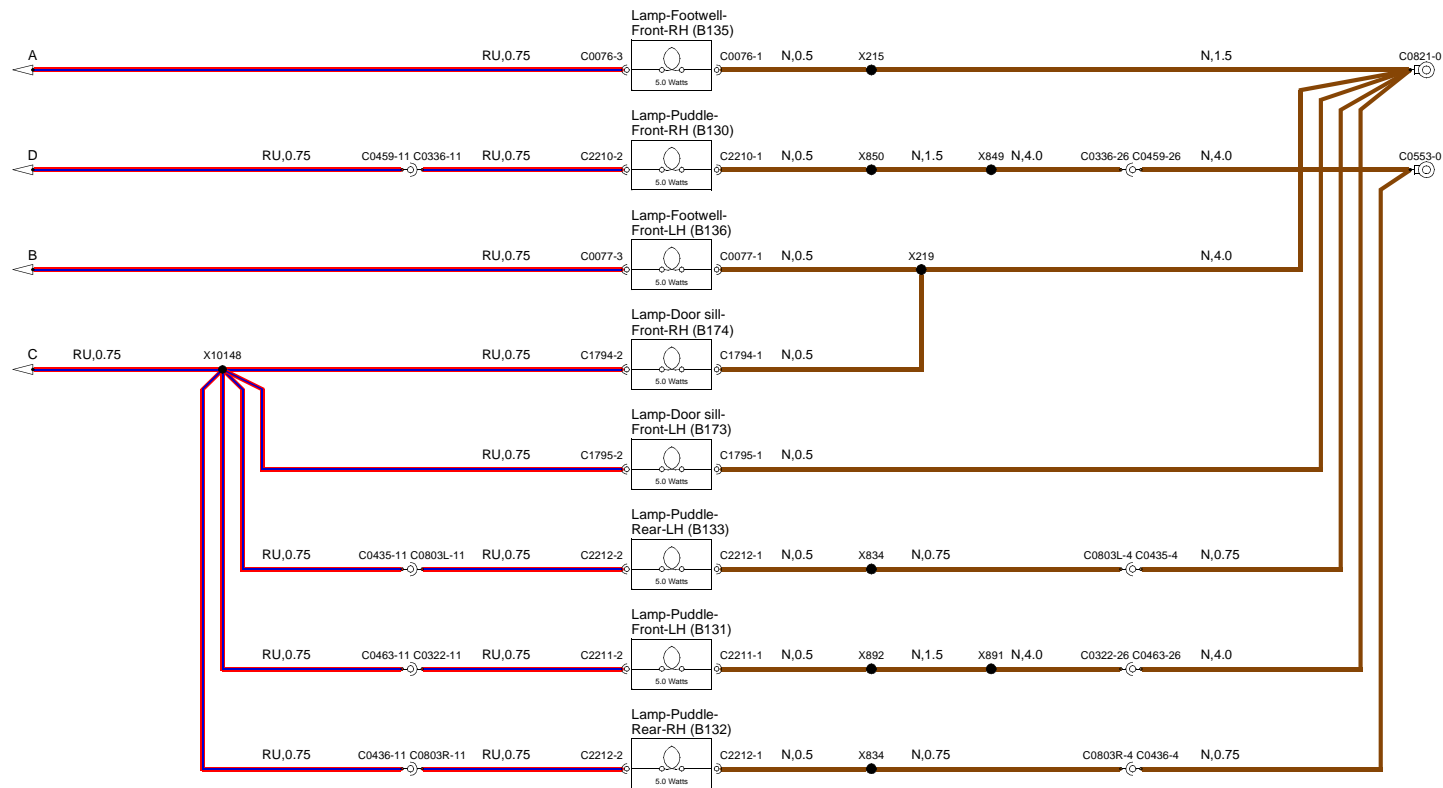 Lamp-Footwell-
Front-RH (B135)
A RU,0.75 C0076-3 C0076-1 N,0.5 X215 N,1.5 C0821-0
5.0 Watts
Lamp-Puddle-
Front-RH (B130)
D RU,0.75 C0459-11 C0336-11 RU,0.75 C2210-2 C2210-1 N,0.5 X850 N,1.5 X849 N,4.0 C0336-26 C0459-26 N,4.0 C0553-0
5.0 Watts
Lamp-Footwell-
Front-LH (B136)
B RU,0.75 C0077-3 C0077-1 N,0.5 X219 N,4.0
5.0 Watts
Lamp-Door sill-
Front-RH (B174)
C RU,0.75 X10148 RU,0.75 C1794-2 C1794-1 N,0.5
5.0 Watts
Lamp-Door sill-
Front-LH (B173)
RU,0.75 C1795-2 C1795-1 N,0.5
5.0 Watts
Lamp-Puddle-
Rear-LH (B133)
RU,0.75 C0435-11 C0803L-11 RU,0.75 C2212-2 C2212-1 N,0.5 X834 N,0.75 C0803L-4 C0435-4 N,0.75
5.0 Watts
Lamp-Puddle-
Front-LH (B131)
RU,0.75 C0463-11 C0322-11 RU,0.75 C2211-2 C2211-1 N,0.5 X892 N,1.5 X891 N,4.0 C0322-26 C0463-26 N,4.0
5.0 Watts
Lamp-Puddle-
Rear-RH (B132)
RU,0.75 C0436-11 C0803R-11 RU,0.75 C2212-2 C2212-1 N,0.5 X834 N,0.75 C0803R-4 C0436-4 N,0.75
5.0 Watts